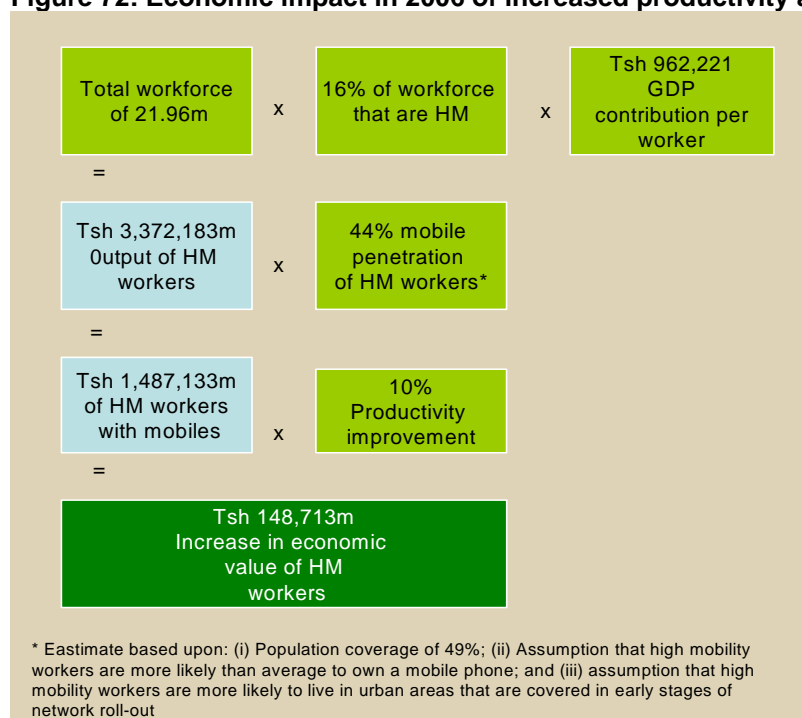 Figure 72: Economic impact in 2006 of increased productivity a
Total workforce
of 21.96m
x
16% of workforce
that are HM
x
Tsh 962,221
GDP
contribution per
worker
=
Tsh 3,372,183m
0utput of HM
workers
x
44% mobile
penetration
of HM workers*
=
Tsh 1,487,133m
of HM workers
with mobiles
x
10%
Productivity
improvement
=
Tsh 148,713m
Increase in economic
value of HM
workers
* Eastimate based upon: (i) Population coverage of 49%; (ii) Assumption that high mobility
workers are more likely than average to own a mobile phone; and (iii) assumption that high
mobility workers are more likely to live in urban areas that are covered in early stages of
network roll-out